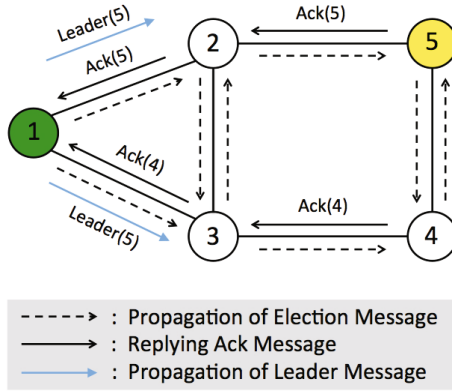 Leader(5)
Ack(5)
Ack(5)
2
5
1
Ack(4)
Leader(5)
3
Ack(4)
4
: Propagation of Election Message
: Replying Ack Message
: Propagation of Leader Message